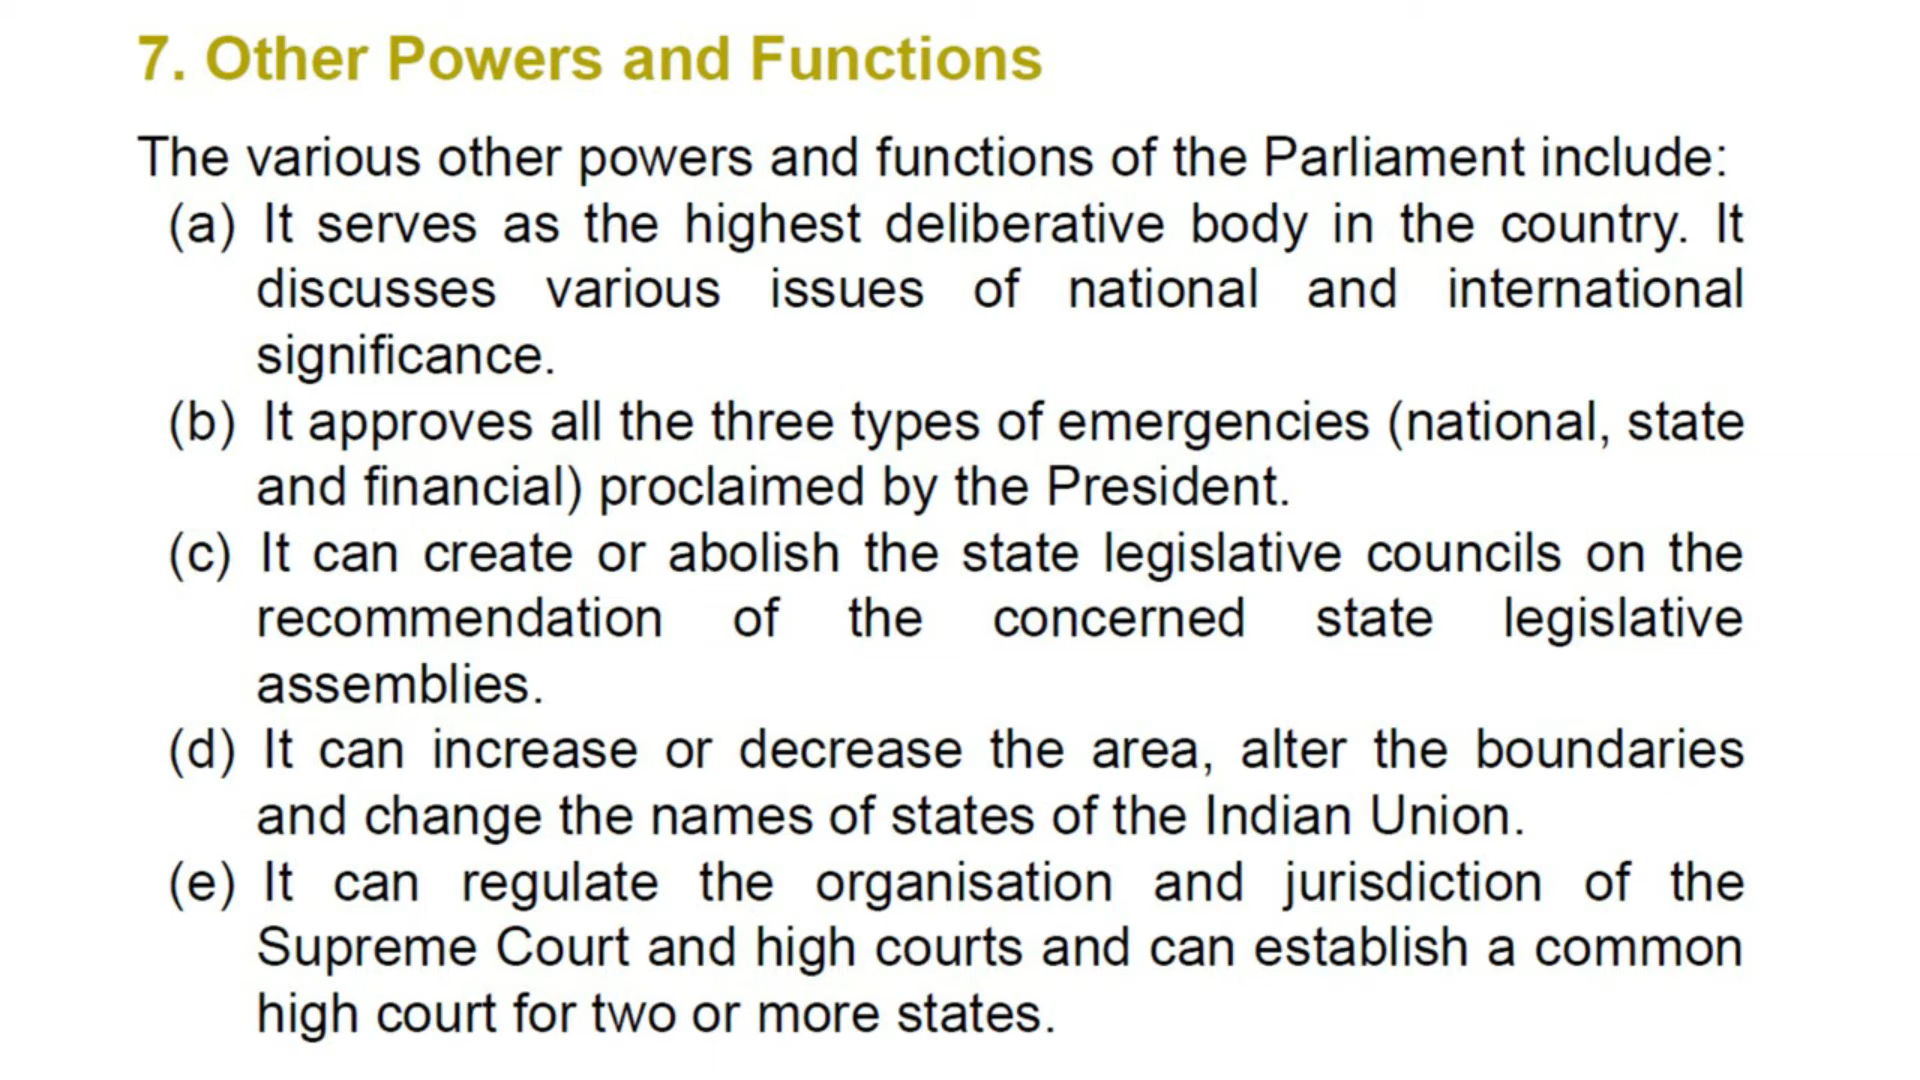 7. Other Powers and Functions
The various other powers and functions of the Parliament include:
(a) It serves as the highest deliberative body in the country. It
discusses various issues of national and international
significance.
(b) It approves all the three types of emergencies (national, state
and financial) proclaimed by the President.
(c) It can create or abolish the state legislative councils on the
recommendation of the concerned state legislative
assemblies.
(d) It can increase or decrease the area, alter the boundaries
and change the names of states of the Indian Union.
(e) It can regulate the organisation and jurisdiction of the
Supreme Court and high courts and can establish a common
high court for two or more states.